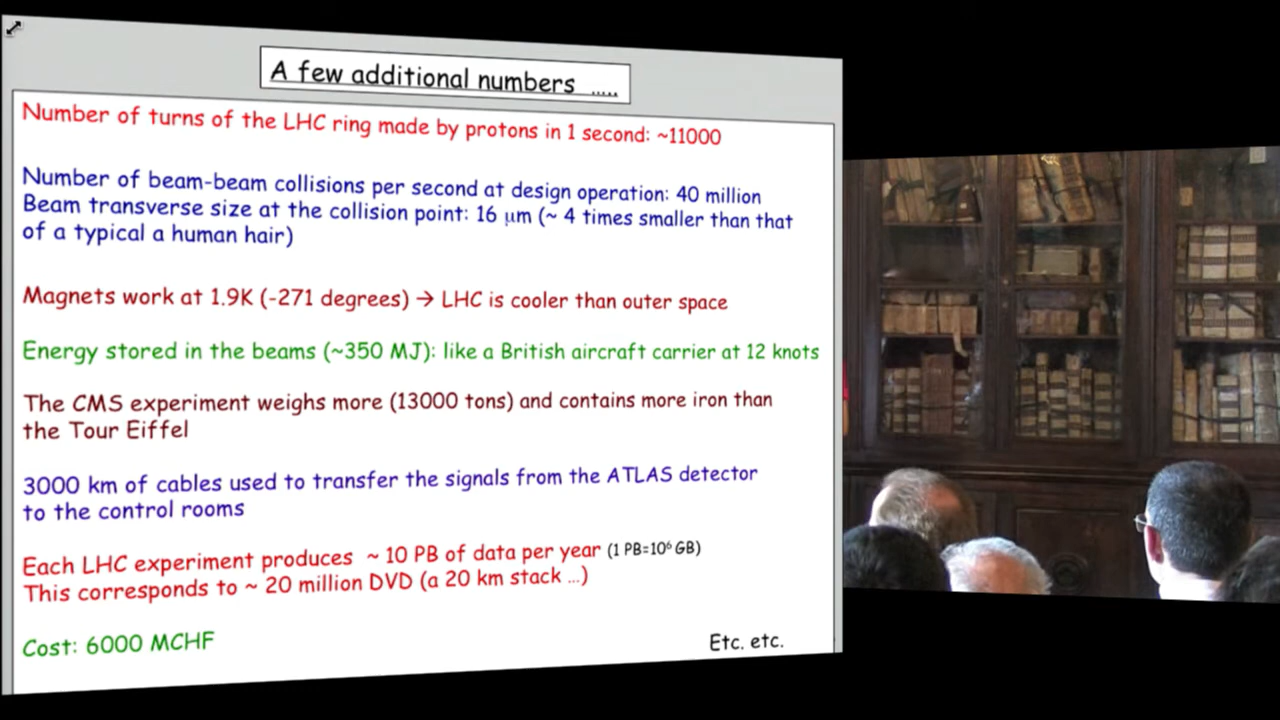 A few additional numbers .....
Number of turns of the LHC ring made by protons in 1 second: ~11000
Number of beam-beam collisions per second at design operation: 40 million
Beam transverse size at the collision point: 16 μm (~ 4 times smaller than that
of a typical a human hair)
Magnets work at 1.9K (-271 degrees) → LHC is cooler than outer space
Energy stored in the beams (~350 MJ): like a British aircraft carrier at 12 knots
The CMS experiment weighs more (13000 tons) and contains more iron than
the Tour Eiffel
3000 km of cables used to transfer the signals from the ATLAS detector
to the control rooms
Each LHC experiment produces ~ 10 PB of data per year (1 PB=10⁶ GB)
This corresponds to ~ 20 million DVD (a 20 km stack ...)
Cost: 6000 MCHF
Etc. etc.